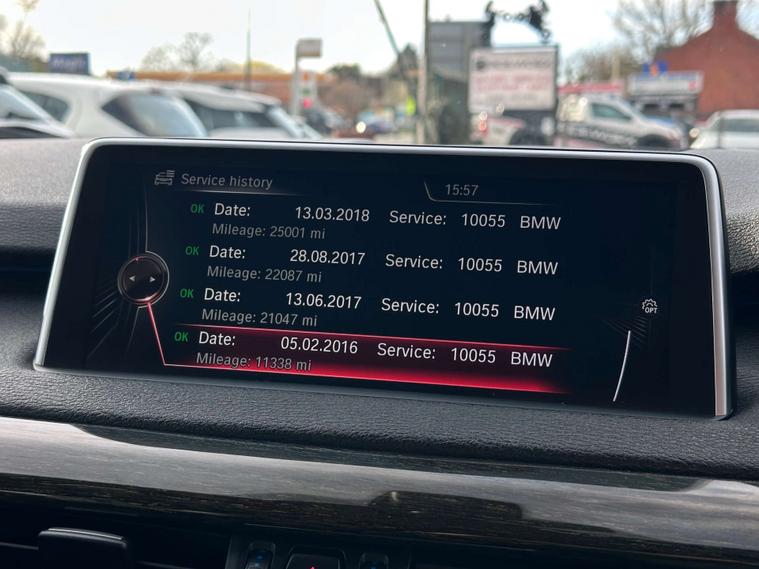 Service history
15:57
OK Date: 13.03.2018 Service: 10055 BMW
Mileage: 25001 mi
OK Date: 28.08.2017 Service: 10055 BMW
Mileage: 22087 mi
OK Date: 13.06.2017 Service: 10055 BMW
Mileage: 21047 mi
OK Date: 05.02.2016 Service: 10055 BMW
Mileage: 11338 mi
OPT